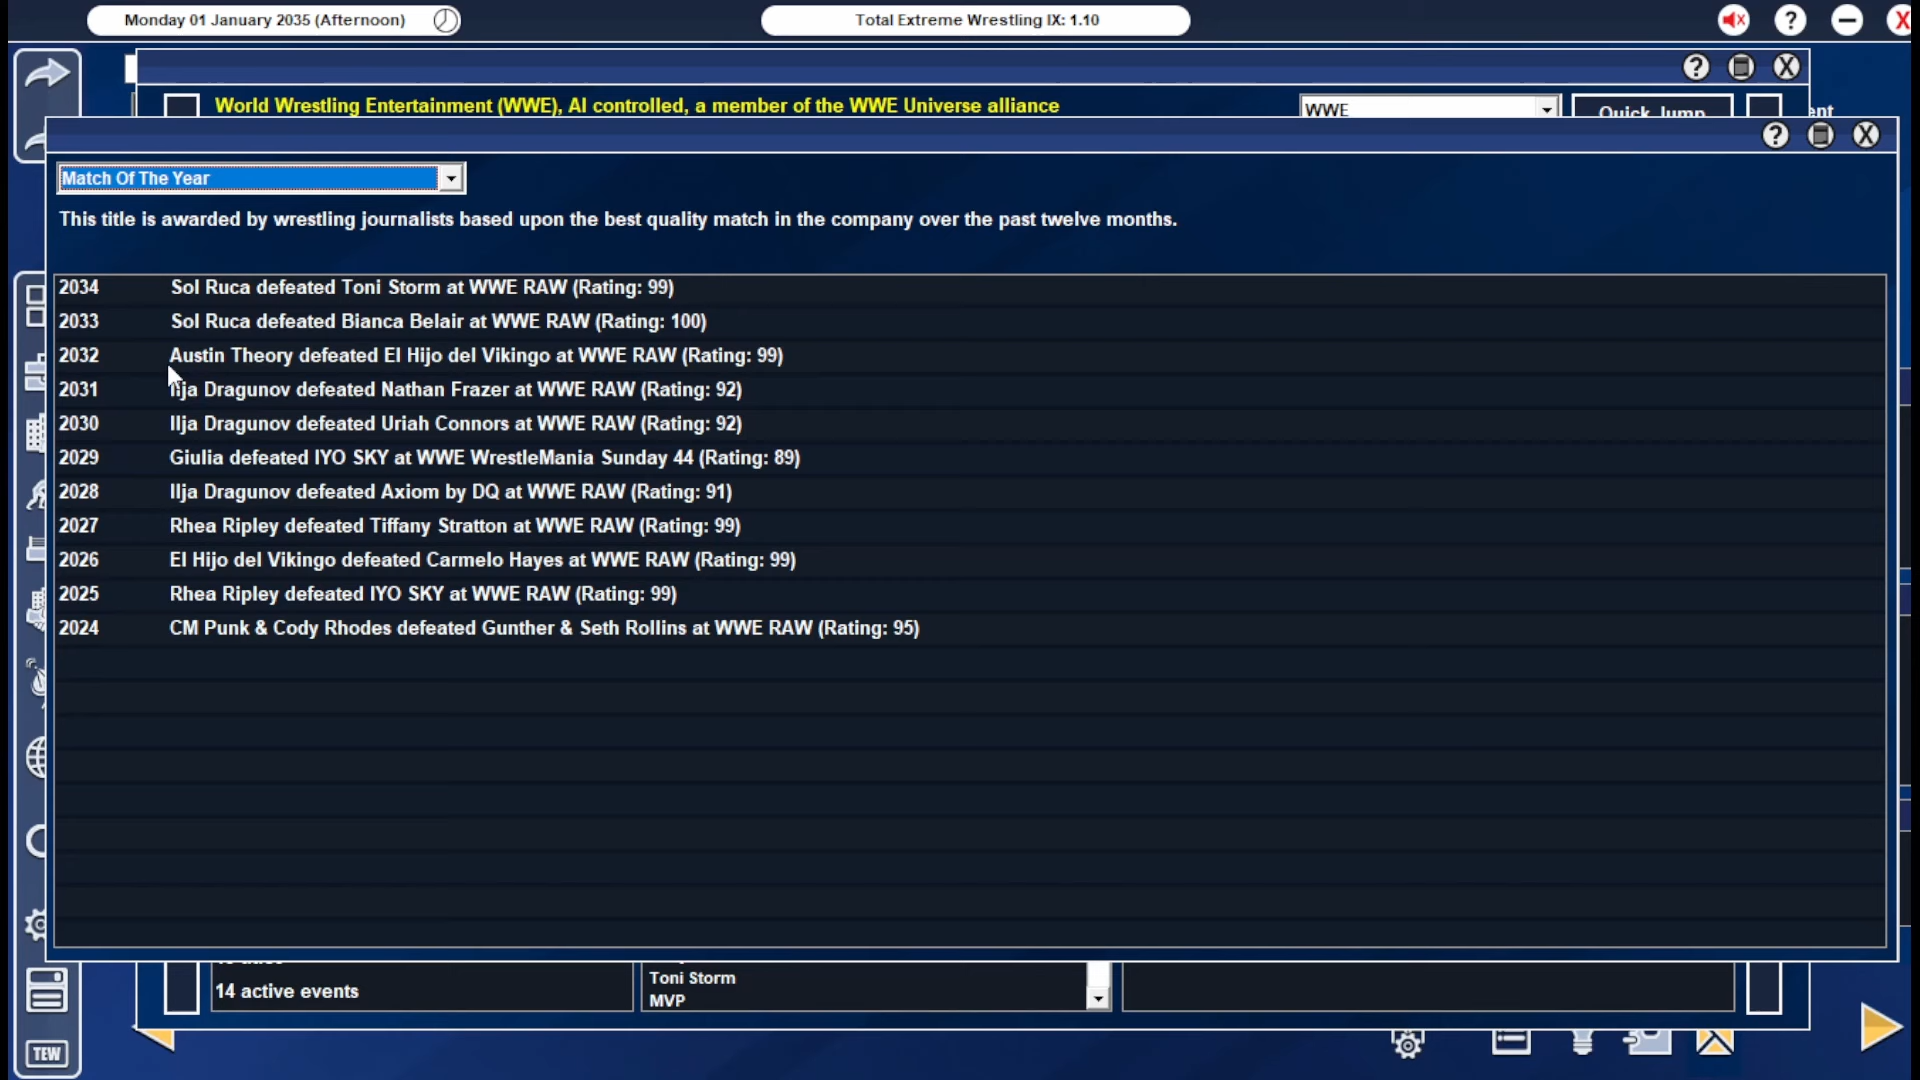 Monday 01 January 2035 (Afternoon)
Total Extreme Wrestling IX: 1.10
World Wrestling Entertainment (WWE), AI controlled, a member of the WWE Universe alliance
WWE
Quick Jump
Match Of The Year
This title is awarded by wrestling journalists based upon the best quality match in the company over the past twelve months.
2034 Sol Ruca defeated Toni Storm at WWE RAW (Rating: 99)
2033 Sol Ruca defeated Bianca Belair at WWE RAW (Rating: 100)
2032 Austin Theory defeated El Hijo del Vikingo at WWE RAW (Rating: 99)
2031 Ilja Dragunov defeated Nathan Frazer at WWE RAW (Rating: 92)
2030 Ilja Dragunov defeated Uriah Connors at WWE RAW (Rating: 92)
2029 Giulia defeated IYO SKY at WWE WrestleMania Sunday 44 (Rating: 89)
2028 Ilja Dragunov defeated Axiom by DQ at WWE RAW (Rating: 91)
2027 Rhea Ripley defeated Tiffany Stratton at WWE RAW (Rating: 99)
2026 El Hijo del Vikingo defeated Carmelo Hayes at WWE RAW (Rating: 99)
2025 Rhea Ripley defeated IYO SKY at WWE RAW (Rating: 99)
2024 CM Punk & Cody Rhodes defeated Gunther & Seth Rollins at WWE RAW (Rating: 95)
Toni Storm
14 active events
MVP
TEW